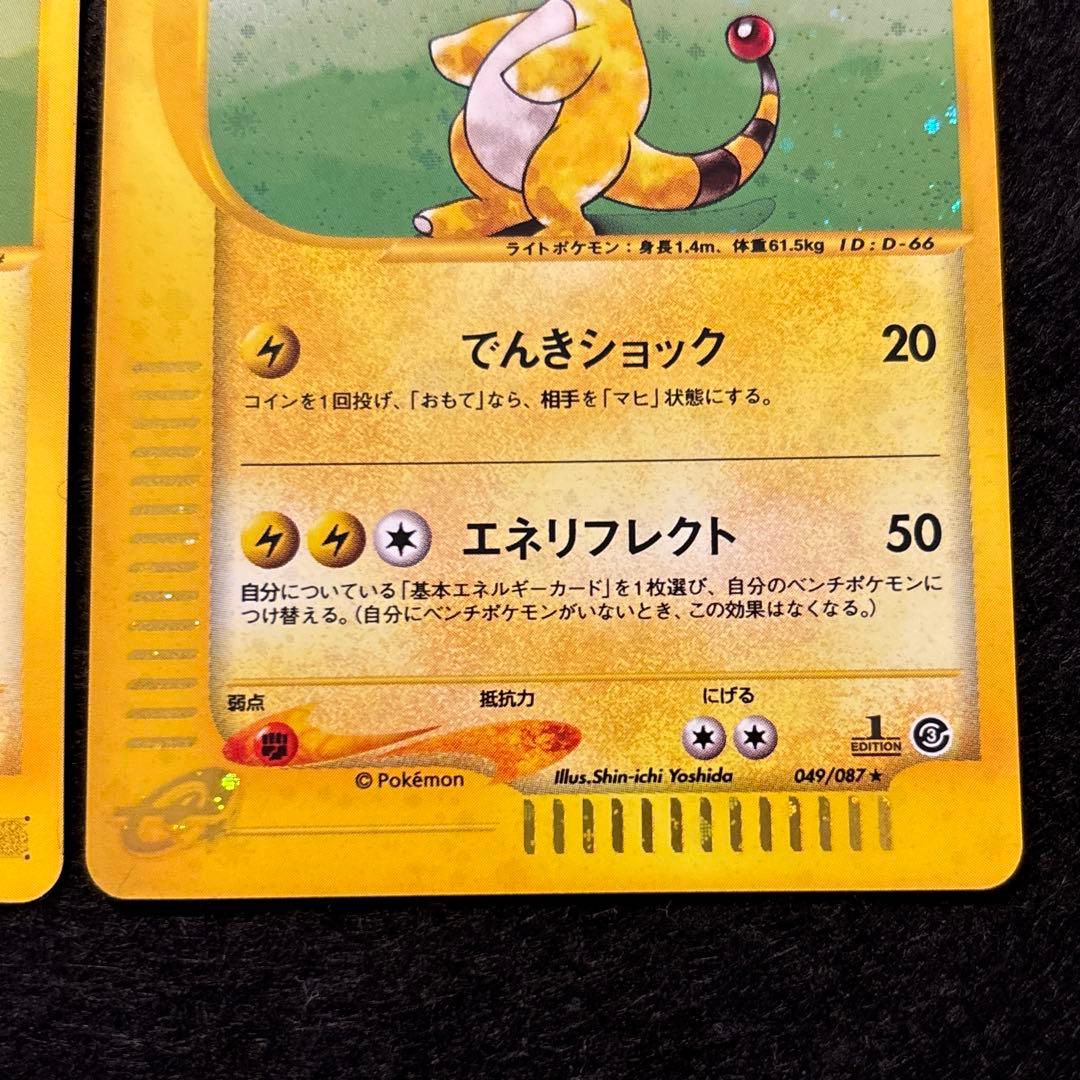 ライトポケモン：身長1.4m、体重61.5kg ID：D-66
でんきショック 20
コインを1回投げ、「おもて」なら、相手を「マヒ」状態にする。
エネリフレクト 50
自分についている「基本エネルギーカード」を1枚選び、自分のベンチポケモンに
つけ替える。（自分にベンチポケモンがいないとき、この効果はなくなる。）
弱点 抵抗力 にげる
1 EDITION 3
© Pokémon Illus.Shin-ichi Yoshida 049/087★